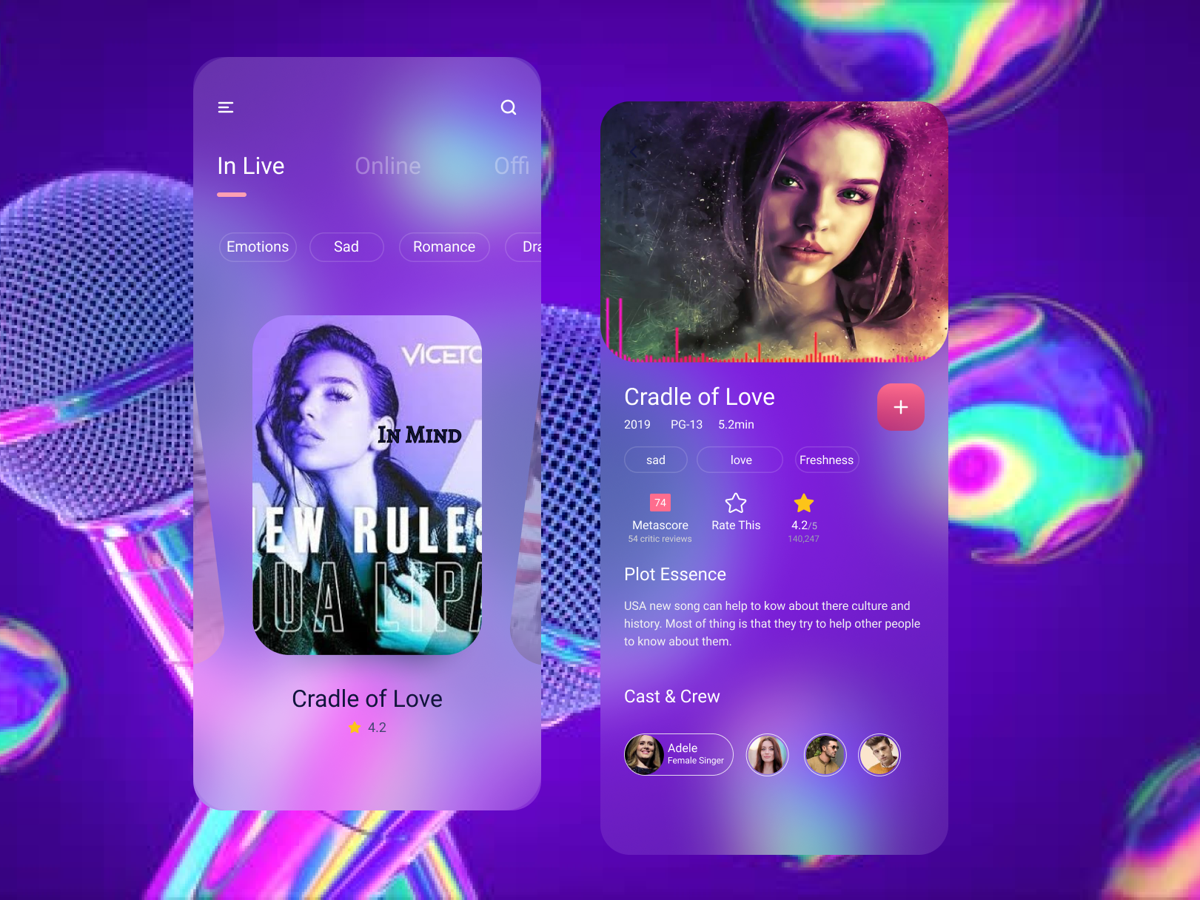 In Live Online Offi
Emotions Sad Romance Dra
VICETO
IN MIND
NEW RULES
DUA LIPA
Cradle of Love
4.2
Cradle of Love
+
2019 PG-13 5.2min
sad love Freshness
74
Metascore Rate This 4.2/5
54 critic reviews 140,247
Plot Essence
USA new song can help to kow about there culture and
history. Most of thing is that they try to help other people
to know about them.
Cast & Crew
Adele
Female Singer